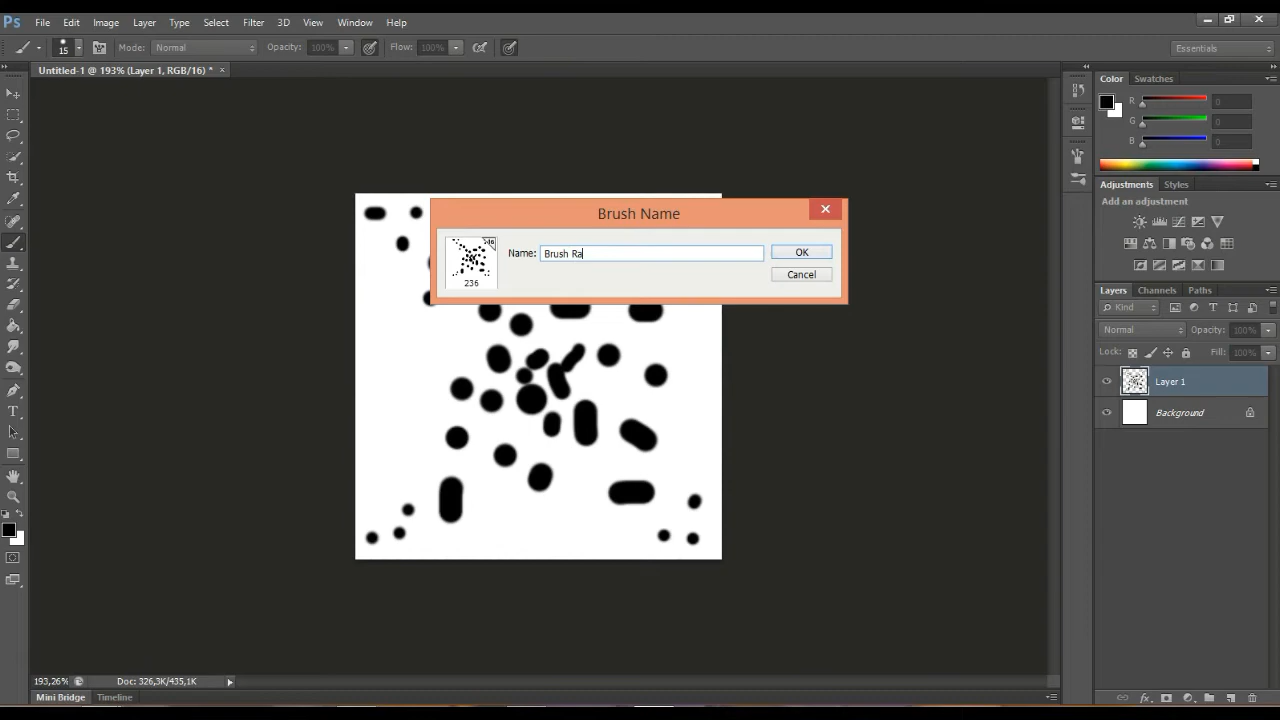 Ps File Edit Image Layer Type Select Filter 3D View Window Help
15 Mode: Normal Opacity: 100% Flow: 100% Essentials
Untitled-1 @ 193% (Layer 1, RGB/16) * ×
Color Swatches
R 0
G 0
B 0
Adjustments Styles
Add an adjustment
Brush Name
Name: Brush Ra OK
236 Cancel
Layers Channels Paths
Kind
Normal Opacity: 100%
Lock: Fill: 100%
Layer 1
Background
193,26% Doc: 326,3K/435,1K
Mini Bridge Timeline